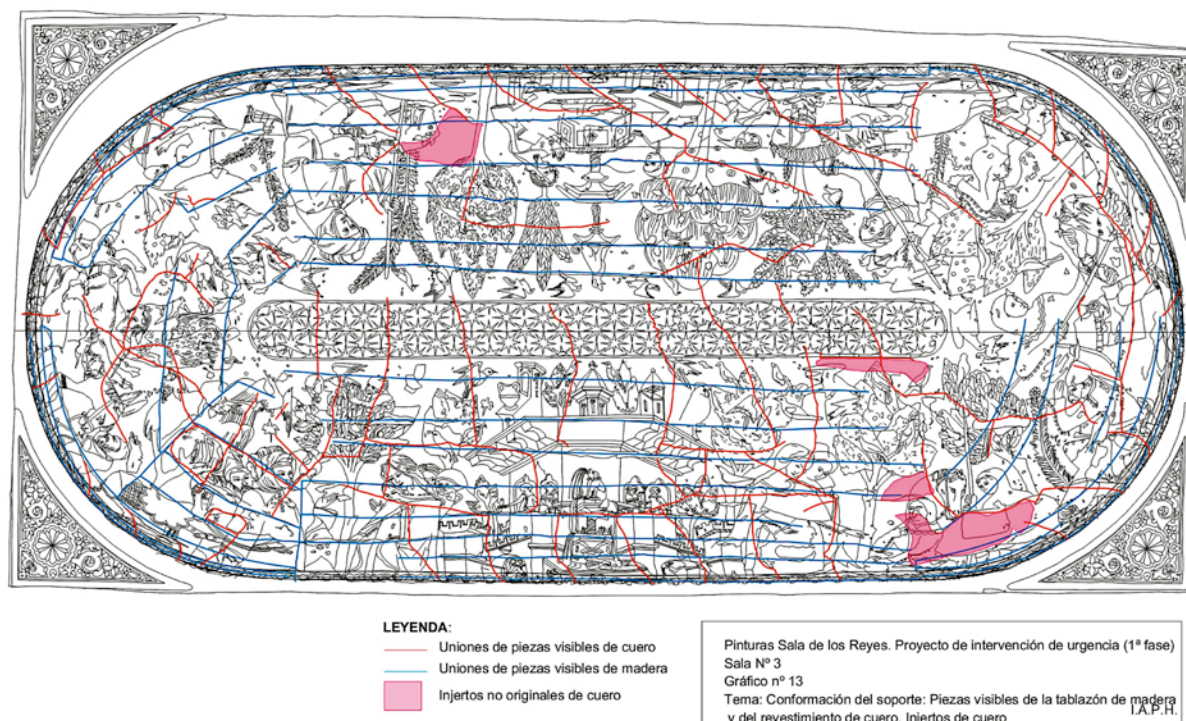 LEYENDA:
Uniones de piezas visibles de cuero
Uniones de piezas visibles de madera
Injertos no originales de cuero
Pinturas Sala de los Reyes. Proyecto de intervención de urgencia (1ª fase)
Sala Nº 3
Gráfico nº 13
Tema: Conformación del soporte: Piezas visibles de la tablazón de madera
y del revestimiento de cuero. Injertos de cuero
I.A.P.H.